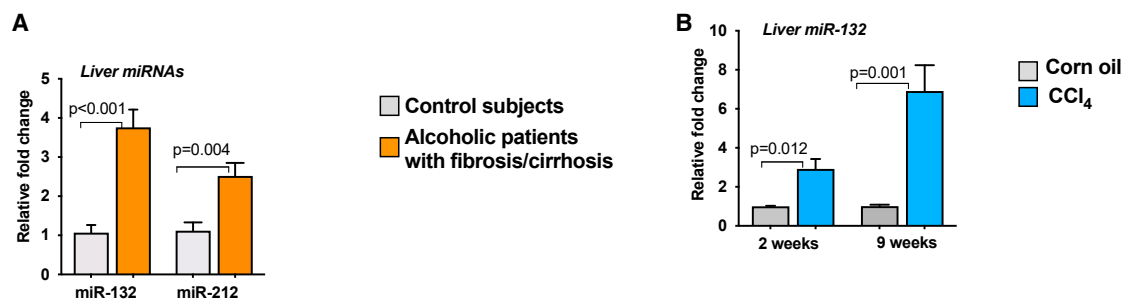 A
Liver miRNAs
Relative fold change
5
4
3
2
1
0
p<0.001
p=0.004
miR-132
miR-212
Control subjects
Alcoholic patients
with fibrosis/cirrhosis
B
Liver miR-132
Relative fold change
10
8
6
4
2
0
p=0.012
p=0.001
2 weeks
9 weeks
Corn oil
CCl₄